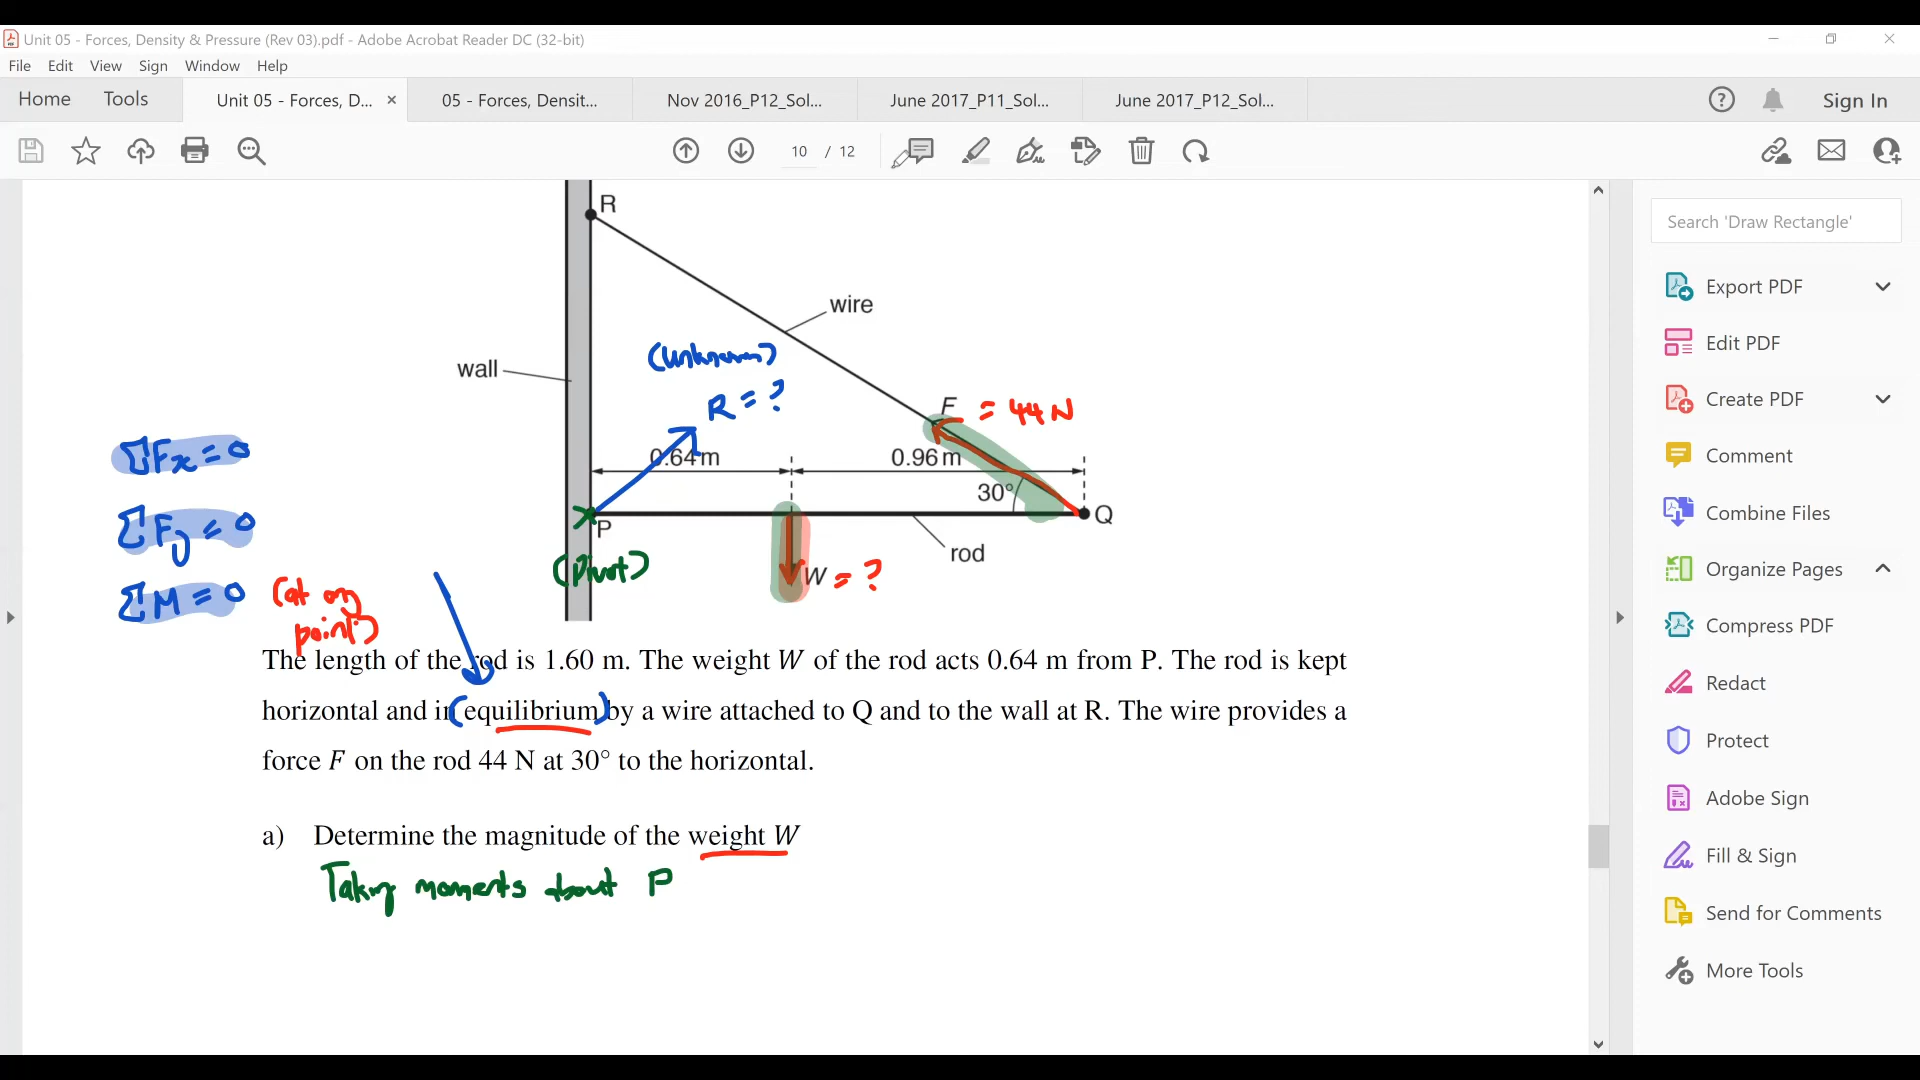 Unit 05 - Forces, Density & Pressure (Rev 03).pdf - Adobe Acrobat Reader DC (32-bit)
File Edit View Sign Window Help
Home Tools Unit 05 - Forces, D... × 05 - Forces, Densit... Nov 2016_P12_Sol... June 2017_P11_Sol... June 2017_P12_Sol... Sign In
10 / 12
Search 'Draw Rectangle'
Export PDF
Edit PDF
Create PDF
Comment
Combine Files
Organize Pages
Compress PDF
Redact
Protect
Adobe Sign
Fill & Sign
Send for Comments
More Tools
R
wire
wall
(unknown)
R = ?
F = 44 N
0.64 m 0.96 m
30°
P Q
(Pivot)
rod
W = ?
ΣFx = 0
ΣFy = 0
ΣM = 0 (at any
point)
The length of the rod is 1.60 m. The weight W of the rod acts 0.64 m from P. The rod is kept
horizontal and in (equilibrium) by a wire attached to Q and to the wall at R. The wire provides a
force F on the rod 44 N at 30° to the horizontal.
a) Determine the magnitude of the weight W
Taking moments about P